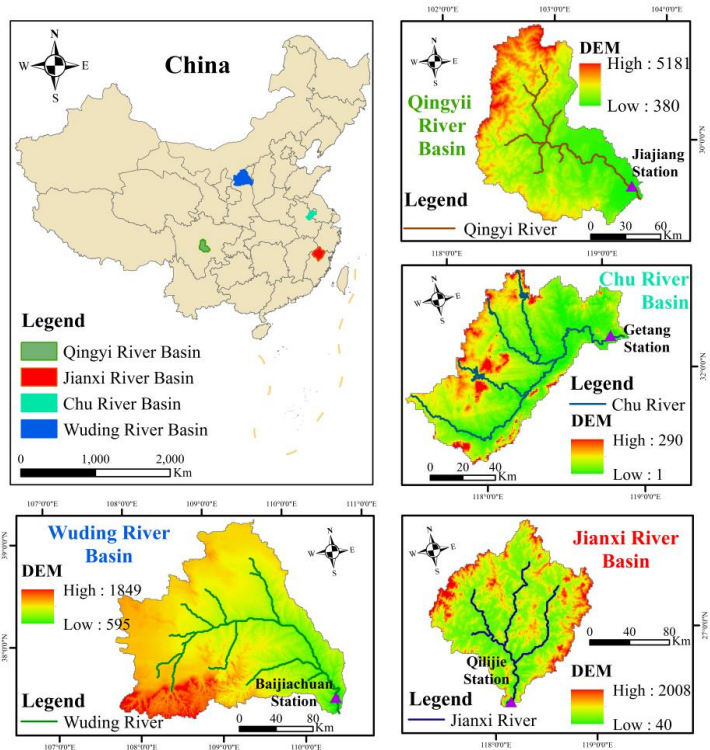 China
N
W
E
S
Legend
Qingyi River Basin
Jianxi River Basin
Chu River Basin
Wuding River Basin
0
1,000
2,000
Km
102°0'0"E
103°0'0"E
104°0'0"E
30°0'0"N
N
W
E
S
DEM
High : 5181
Low : 380
Qingyii
River
Basin
Jiajiang
Station
Legend
Qingyi River
0
30
60
Km
118°0'0"E
119°0'0"E
32°0'0"N
N
W
E
S
Chu River
Basin
Getang
Station
Legend
Chu River
DEM
High : 290
Low : 1
0
20
40
Km
118°0'0"E
119°0'0"E
107°0'0"E
108°0'0"E
109°0'0"E
110°0'0"E
111°0'0"E
39°0'0"N
38°0'0"N
Wuding River
Basin
N
W
E
S
DEM
High : 1849
Low : 595
Baijiachuan
Station
Legend
Wuding River
0
40
80
Km
107°0'0"E
108°0'0"E
109°0'0"E
110°0'0"E
N
W
E
S
Jianxi River
Basin
27°0'0"N
0
40
80
Km
Qilijie
Station
DEM
High : 2008
Low : 40
Legend
Jianxi River
118°0'0"E
119°0'0"E